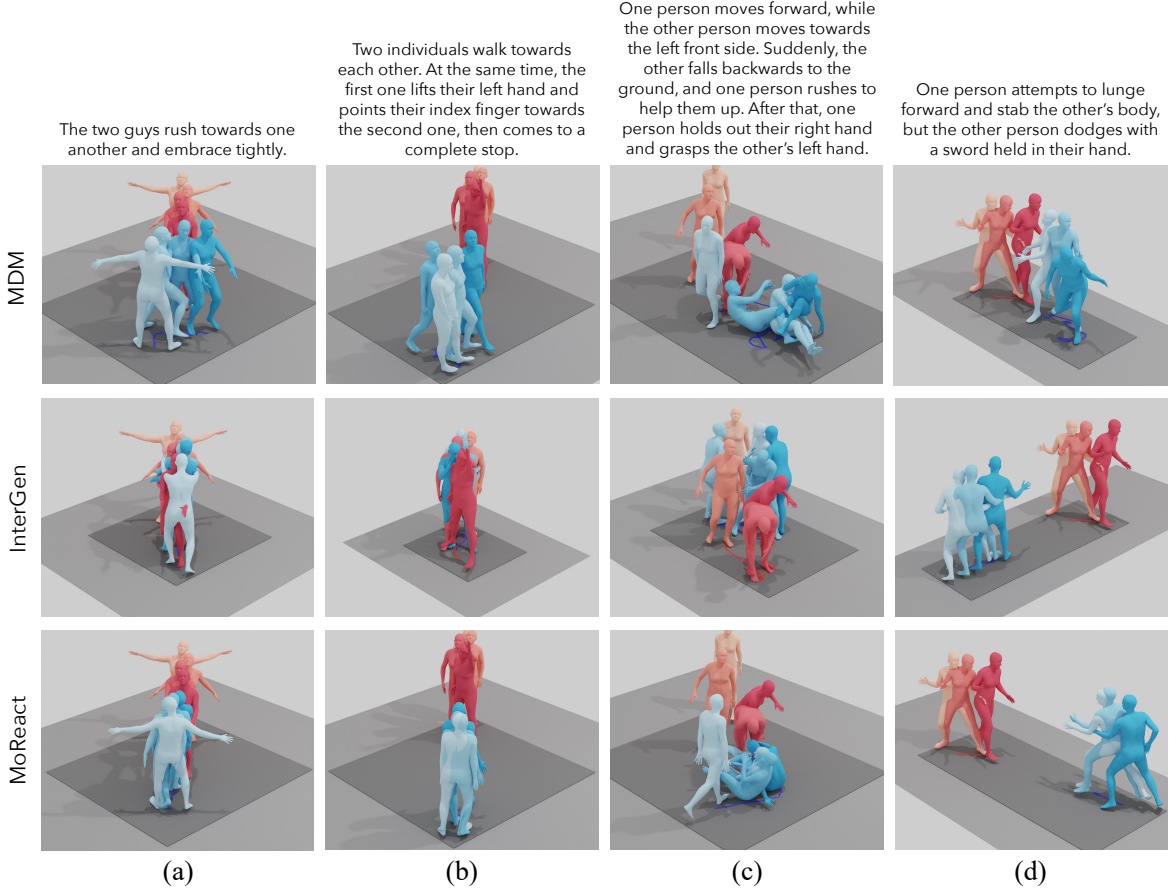 The two guys rush towards one
another and embrace tightly.
Two individuals walk towards
each other. At the same time, the
first one lifts their left hand and
points their index finger towards
the second one, then comes to a
complete stop.
One person moves forward, while
the other person moves towards
the left front side. Suddenly, the
other falls backwards to the
ground, and one person rushes to
help them up. After that, one
person holds out their right hand
and grasps the other's left hand.
One person attempts to lunge
forward and stab the other's body,
but the other person dodges with
a sword held in their hand.
MDM
InterGen
MoReact
(a)
(b)
(c)
(d)